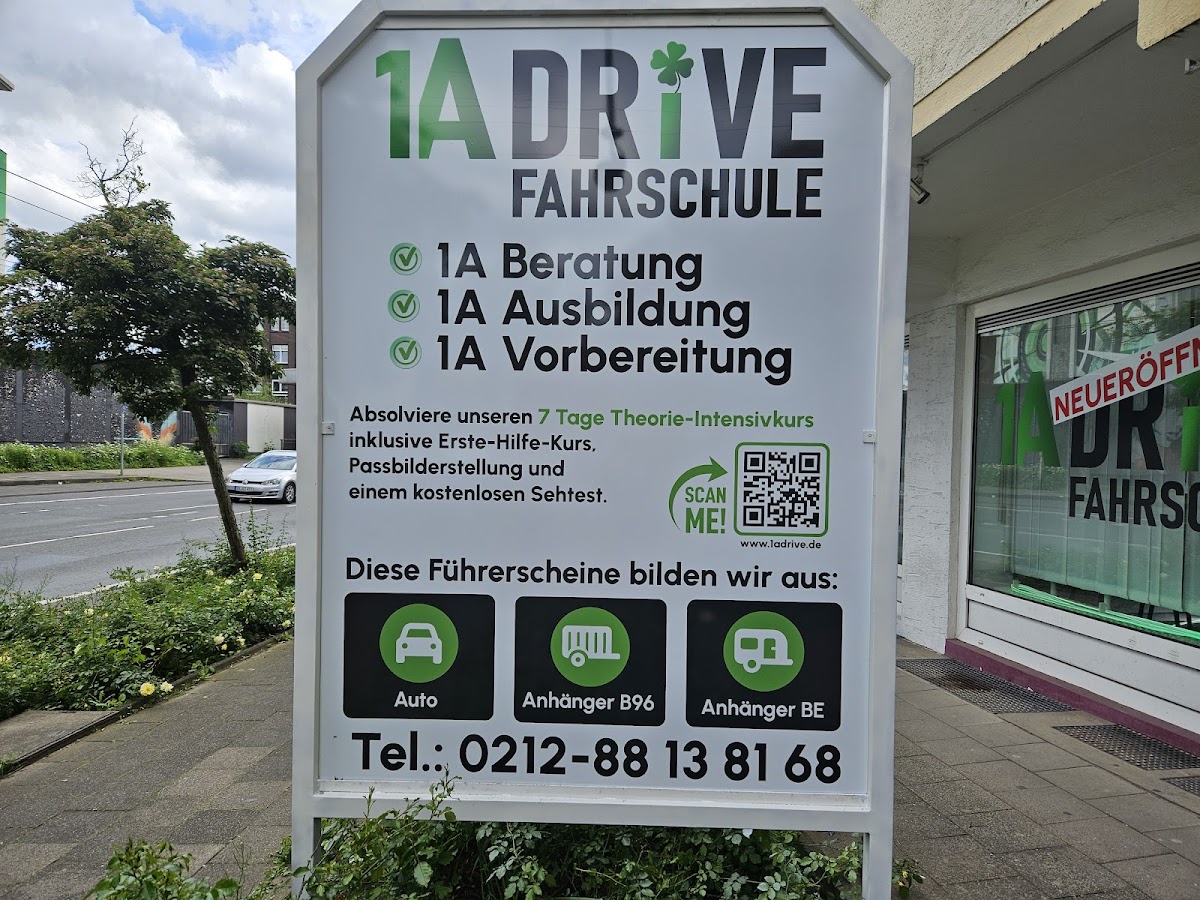 1A DRiVE
FAHRSCHULE
1A Beratung
1A Ausbildung
1A Vorbereitung
Absolviere unseren 7 Tage Theorie-Intensivkurs
inklusive Erste-Hilfe-Kurs,
Passbilderstellung und
einem kostenlosen Sehtest.
SCAN
ME!
www.1adrive.de
Diese Führerscheine bilden wir aus:
Auto
Anhänger B96
Anhänger BE
Tel.: 0212-88 13 81 68
NEUERÖFFN
1A DRi
FAHRSCHU